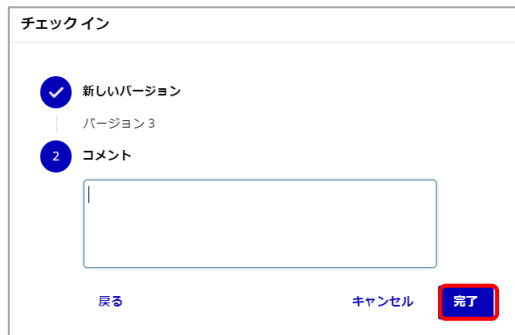 チェックイン
新しいバージョン
バージョン 3
2 コメント
戻る キャンセル 完了